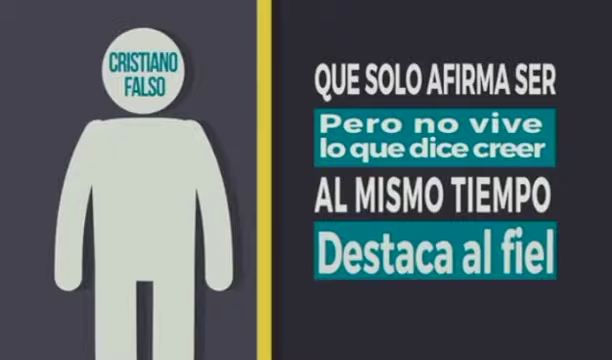 CRISTIANO
FALSO
QUE SOLO AFIRMA SER
Pero no vive
lo que dice creer
AL MISMO TIEMPO
Destaca al fiel